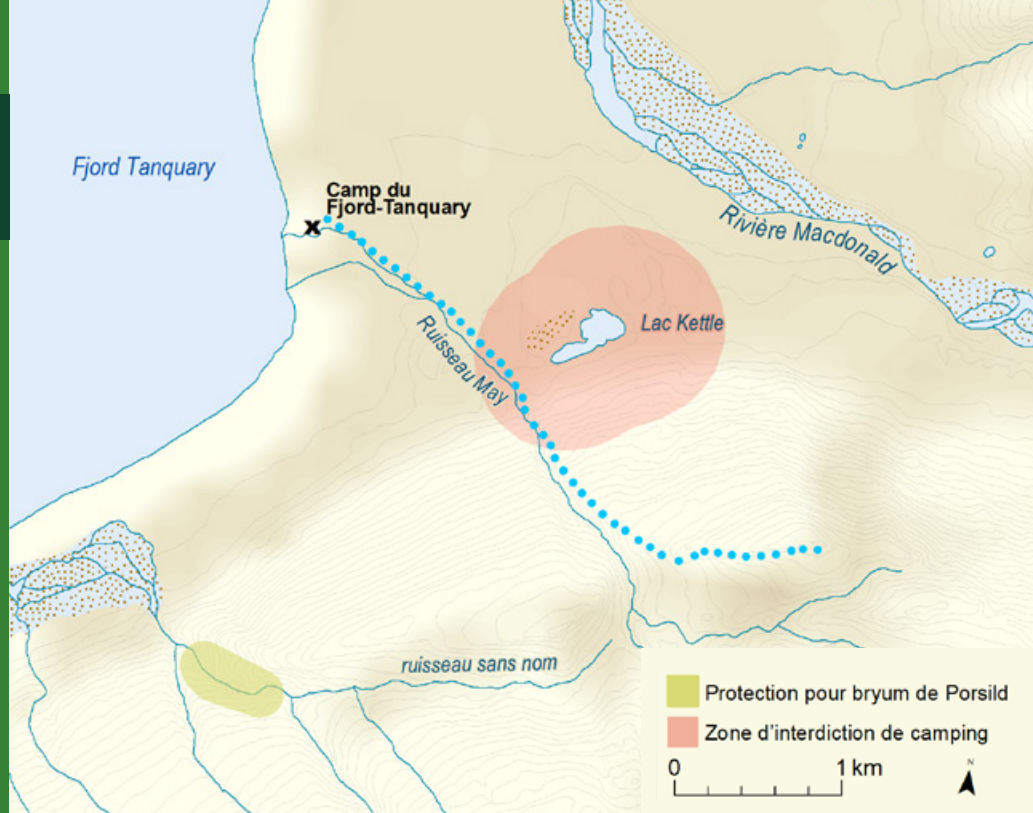 Fjord Tanquary
Camp du
Fjord-Tanquary
Rivière Macdonald
Lac Kettle
Ruisseau May
ruisseau sans nom
Protection pour bryum de Porsild
Zone d'interdiction de camping
0 1 km
N